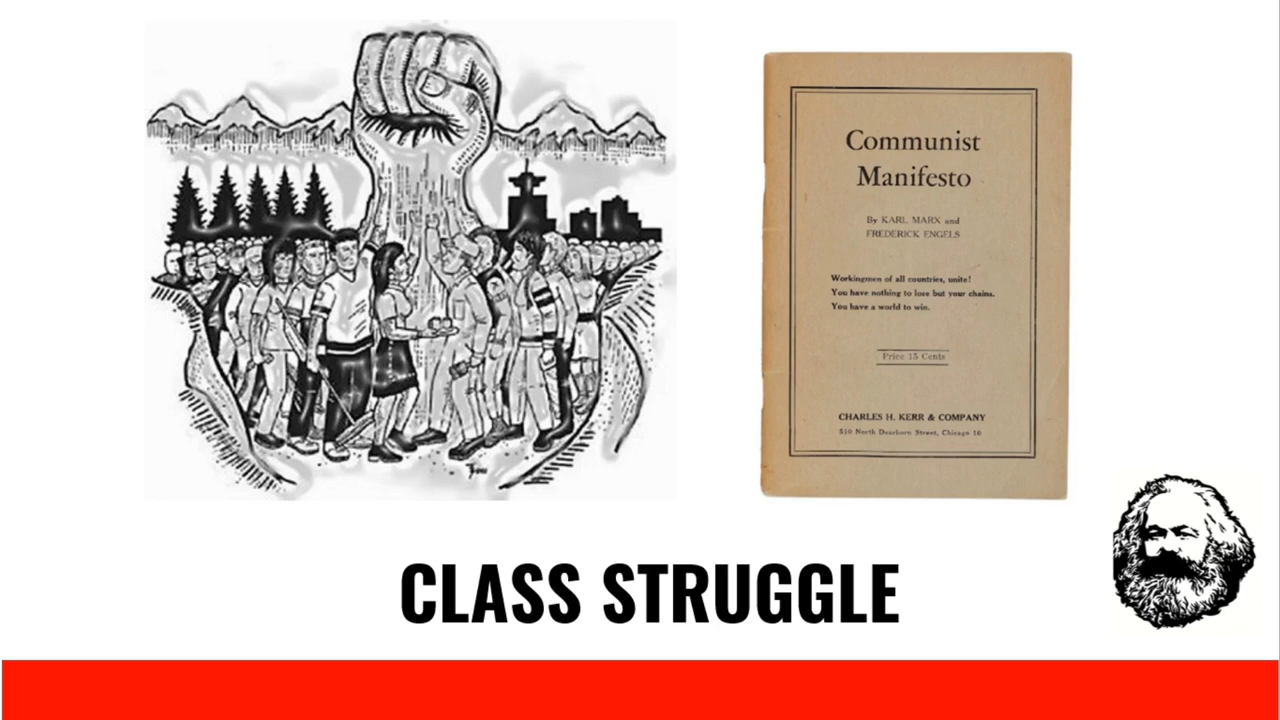 Communist
Manifesto
By KARL MARX and
FREDERICK ENGELS
Workingmen of all countries, unite!
You have nothing to lose but your chains.
You have a world to win.
Price 15 Cents
CHARLES H. KERR & COMPANY
510 North Dearborn Street, Chicago 10
CLASS STRUGGLE